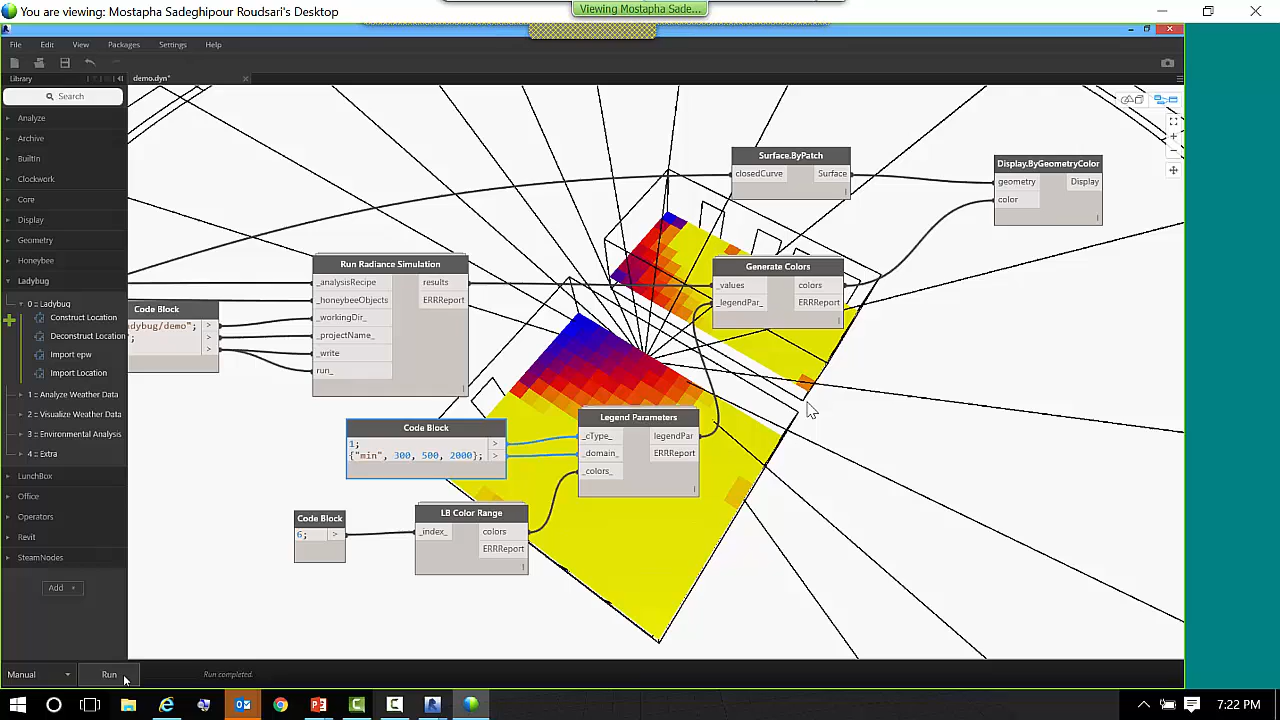 You are viewing: Mostapha Sadeghipour Roudsari's Desktop
Viewing Mostapha Sade...
File Edit View Packages Settings Help
Library
demo.dyn*
Search
Analyze
Archive
BuiltIn
Clockwork
Core
Display
Geometry
Honeybee
Ladybug
0 :: Ladybug
Construct Location
Deconstruct Location
Import epw
Import Location
1 :: Analyze Weather Data
2 :: Visualize Weather Data
3 :: Environmental Analysis
4 :: Extra
LunchBox
Office
Operators
Revit
SteamNodes
Add +
Surface.ByPatch
closedCurve Surface
Display.ByGeometryColor
geometry Display
color
Run Radiance Simulation
_analysisRecipe results
_honeybeeObjects ERRReport
_workingDir_
_projectName_
_write
run_
Generate Colors
_values colors
_legendPar_ ERRReport
Code Block
adybug/demo"; >
; >
>
Code Block
1; >
{"min", 300, 500, 2000}; >
Legend Parameters
_cType_ legendPar
_domain_ ERRReport
_colors_
Code Block
6; >
LB Color Range
_index_ colors
ERRReport
Manual Run Run completed.
7:22 PM